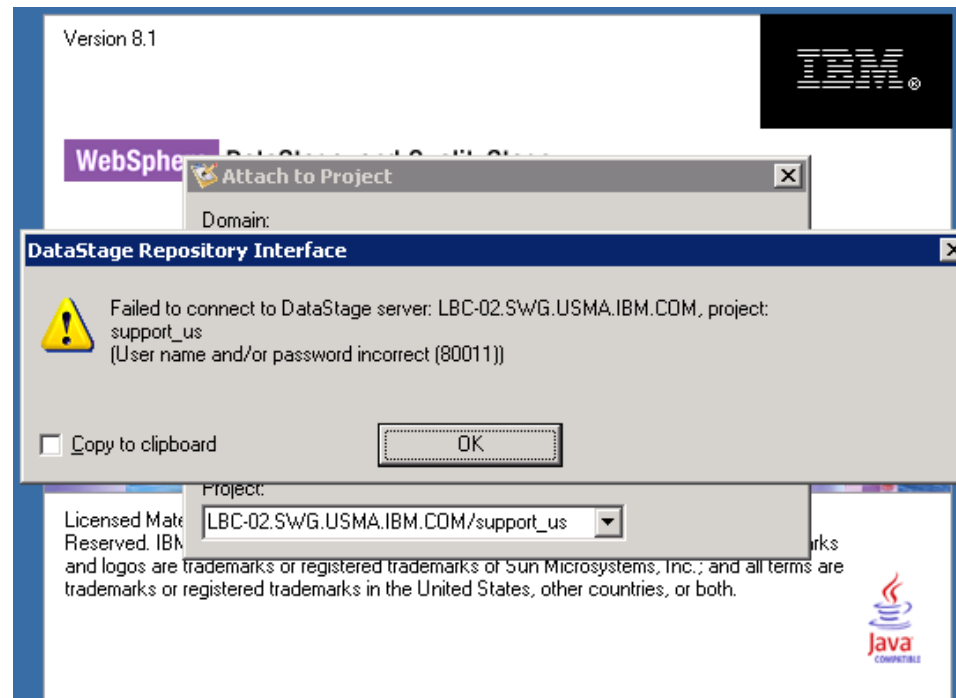 Version 8.1
IBM®
WebSphere
Attach to Project
Domain:
DataStage Repository Interface
Failed to connect to DataStage server: LBC-02.SWG.USMA.IBM.COM, project:
support_us
(User name and/or password incorrect (80011))
Copy to clipboard
OK
Project:
LBC-02.SWG.USMA.IBM.COM/support_us
Licensed Mate
Reserved. IBM
rks
and logos are trademarks or registered trademarks of Sun Microsystems, Inc.; and all terms are
trademarks or registered trademarks in the United States, other countries, or both.
Java
COMPATIBLE